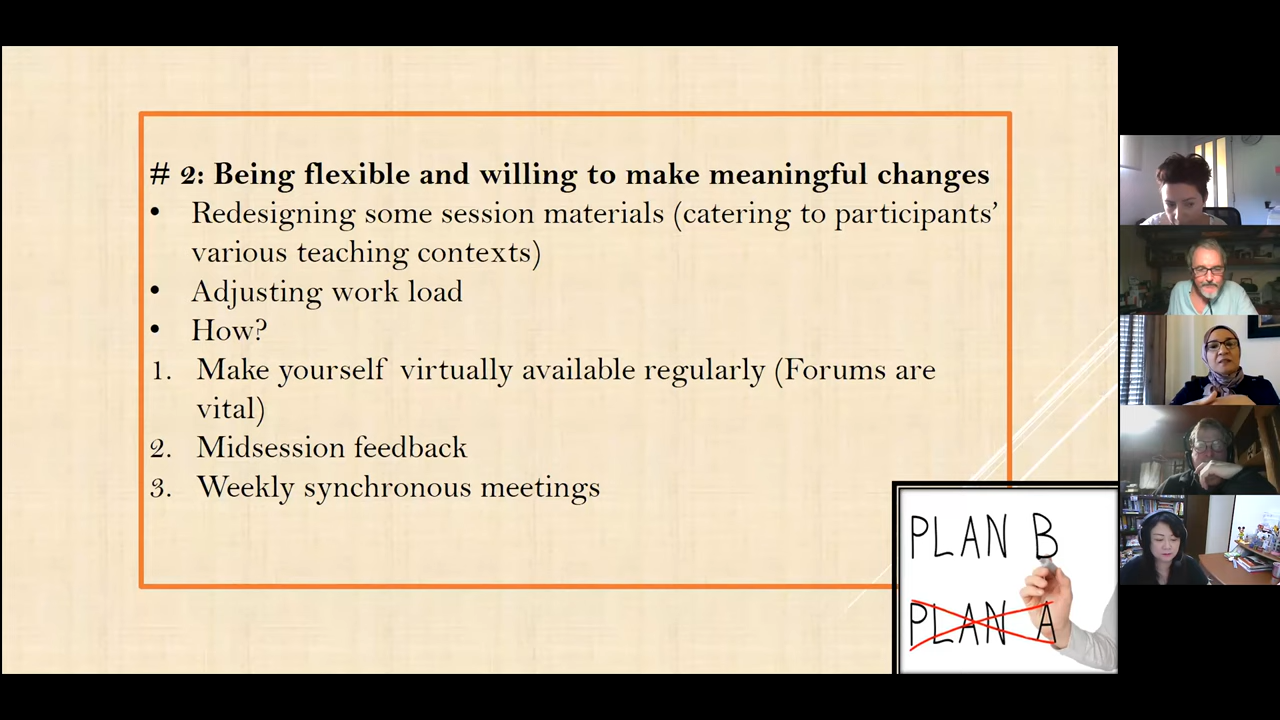 # 2: Being flexible and willing to make meaningful changes
• Redesigning some session materials (catering to participants’
various teaching contexts)
• Adjusting work load
• How?
1. Make yourself  virtually available regularly (Forums are
vital)
2. Midsession feedback
3. Weekly synchronous meetings
PLAN B
PLAN A